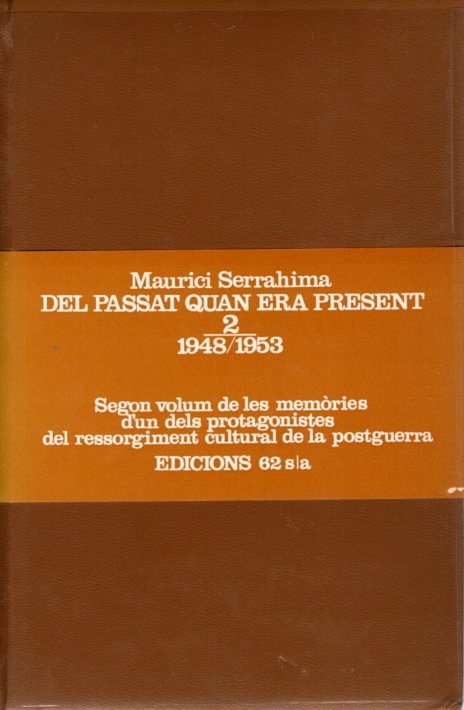 Maurici Serrahima
DEL PASSAT QUAN ERA PRESENT
2
1948/1953
Segon volum de les memòries
d'un dels protagonistes
del ressorgiment cultural de la postguerra
EDICIONS 62 s|a